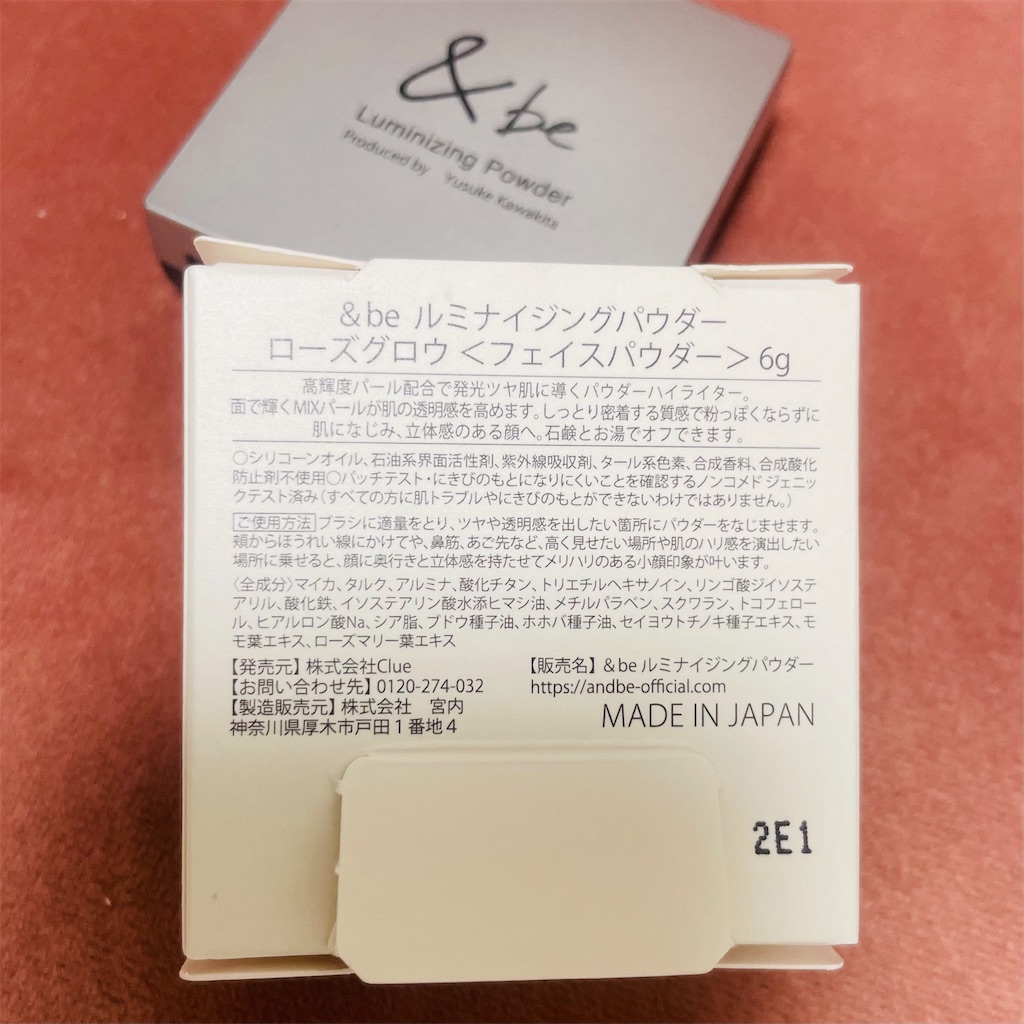 & be
Luminizing Powder
Produced by Yusuke Kawakita
&be ルミナイジングパウダー
ローズグロウ＜フェイスパウダー＞6g
高輝度パール配合で発光ツヤ肌に導くパウダーハイライター。
面で輝くMIXパールが肌の透明感を高めます。しっとり密着する質感で粉っぽくならずに
肌になじみ、立体感のある顔へ。石鹸とお湯でオフできます。
○シリコーンオイル、石油系界面活性剤、紫外線吸収剤、タール系色素、合成香料、合成酸化
防止剤不使用○パッチテスト・にきびのもとになりにくいことを確認するノンコメド ジェニッ
クテスト済み（すべての方に肌トラブルやにきびのもとができないわけではありません。）
ご使用方法 ブラシに適量をとり、ツヤや透明感を出したい箇所にパウダーをなじませます。
頬からほうれい線にかけてや、鼻筋、あご先など、高く見せたい場所や肌のハリ感を演出したい
場所に乗せると、顔に奥行きと立体感を持たせてメリハリのある小顔印象が叶います。
〈全成分〉マイカ、タルク、アルミナ、酸化チタン、トリエチルヘキサノイン、リンゴ酸ジイソステ
アリル、酸化鉄、イソステアリン酸水添ヒマシ油、メチルパラベン、スクワラン、トコフェロー
ル、ヒアルロン酸Na、シア脂、ブドウ種子油、ホホバ種子油、セイヨウトチノキ種子エキス、モ
モ葉エキス、ローズマリー葉エキス
【発売元】株式会社Clue 【販売名】&be ルミナイジングパウダー
【お問い合わせ先】0120-274-032 https://andbe-official.com
【製造販売元】株式会社　宮内 MADE IN JAPAN
神奈川県厚木市戸田1番地4
2E1